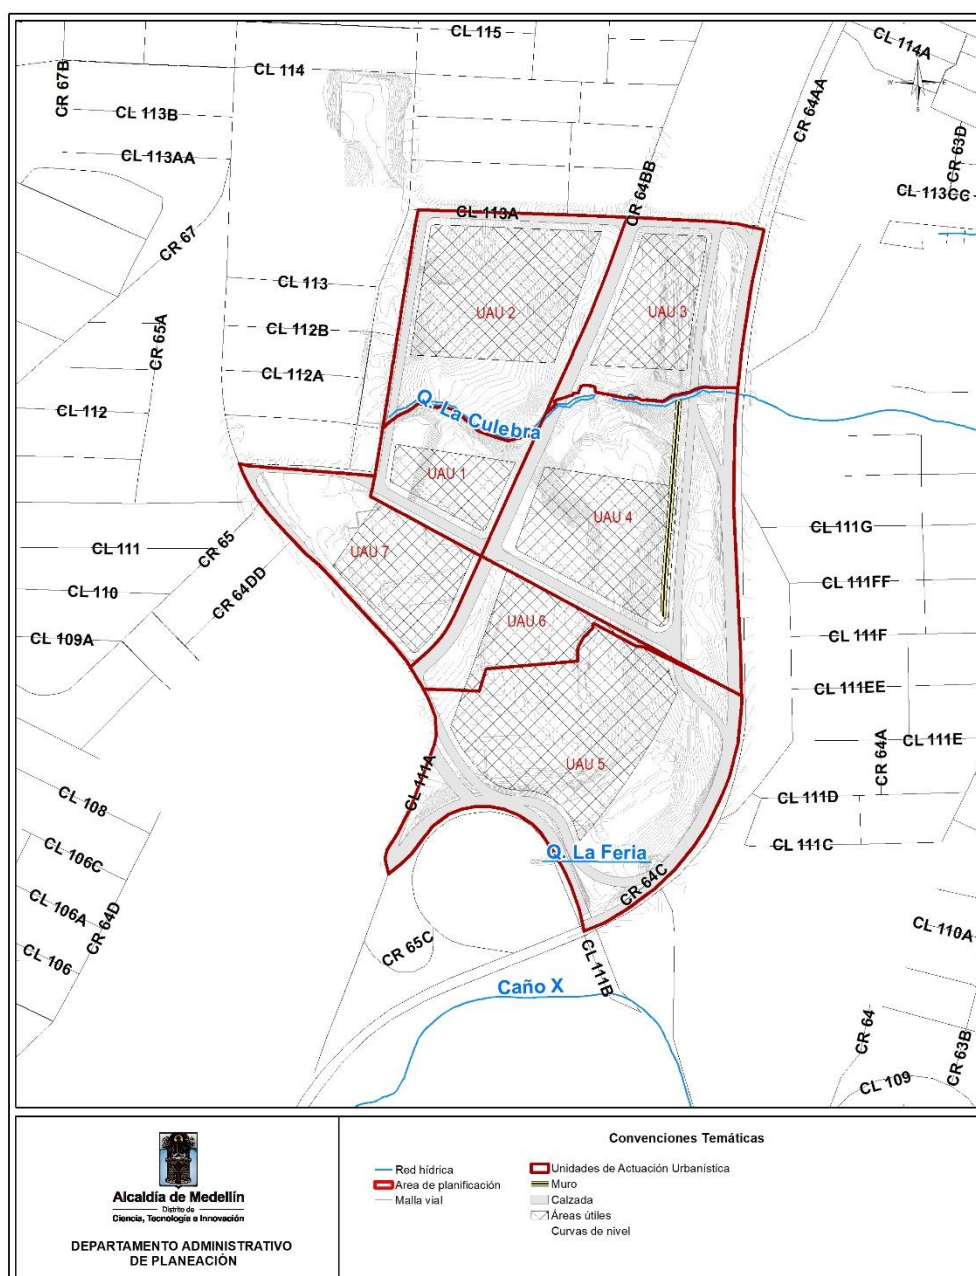 CL 115
CL 114A
CL 114
CR 67B
CR 64AA
CL 113B
CR 63D
CL 113AA
CR 64BB
CL 113CC
CL 113A
CR 67
CL 113
UAU 2
UAU 3
CL 112B
CR 65A
CL 112A
CL 112
Q. La Culebra
UAU 1
UAU 4
CL 111G
CL 111
CR 65
UAU 7
CL 110
CR 64DD
CL 111FF
UAU 6
CL 109A
CL 111F
CL 111EE
CL 111E
CR 64A
UAU 5
CL 111A
CL 108
CL 111D
CL 106C
CL 111C
Q. La Feria
CL 106A
CR 64D
CR 64C
CL 110A
CL 106
CR 65C
CL 111B
Caño X
CR 64
CR 63B
CL 109
Alcaldía de Medellín
Distrito de
Ciencia, Tecnología e Innovación
DEPARTAMENTO ADMINISTRATIVO
DE PLANEACIÓN
Convenciones Temáticas
Red hídrica
Area de planificación
Malla vial
Unidades de Actuación Urbanística
Muro
Calzada
Áreas útiles
Curvas de nivel